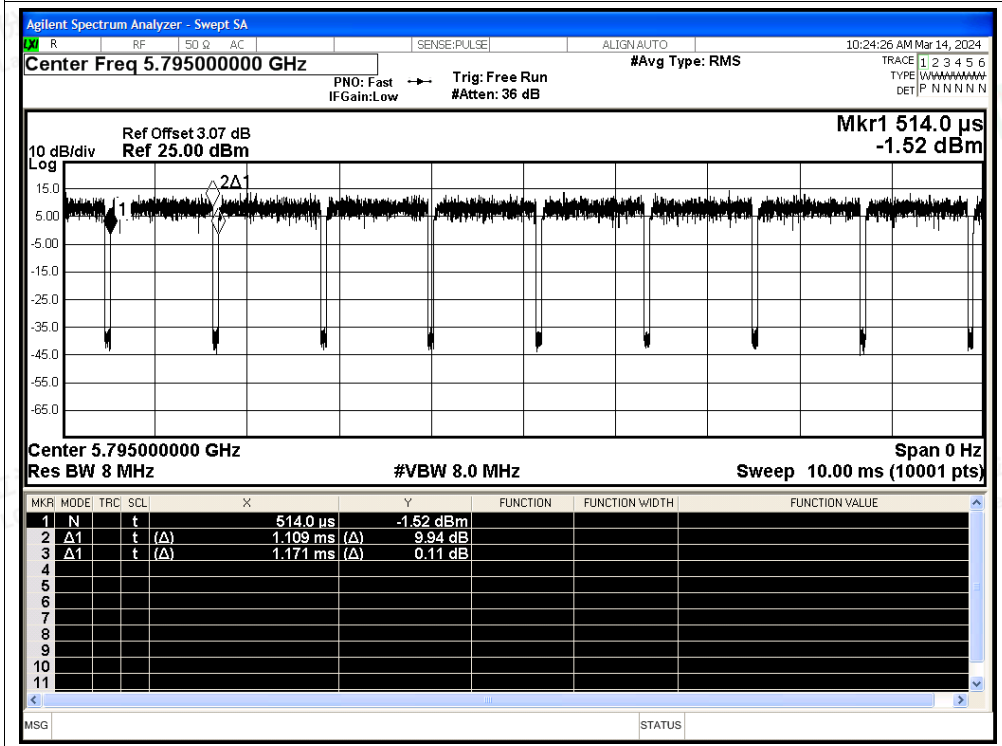 Agilent Spectrum Analyzer - Swept SA
LXI R RF 50 Ω AC SENSE:PULSE ALIGN AUTO 10:24:26 AM Mar 14, 2024
Center Freq 5.795000000 GHz #Avg Type: RMS TRACE 1 2 3 4 5 6
PNO: Fast Trig: Free Run TYPE
IFGain:Low #Atten: 36 dB DET P N N N N N
Mkr1 514.0 µs
Ref Offset 3.07 dB
10 dB/div Ref 25.00 dBm -1.52 dBm
Log
2Δ1
15.0
1
5.00
-5.00
-15.0
-25.0
-35.0
-45.0
-55.0
-65.0
Center 5.795000000 GHz Span 0 Hz
Res BW 8 MHz #VBW 8.0 MHz Sweep 10.00 ms (10001 pts)
MKR MODE TRC SCL X Y FUNCTION FUNCTION WIDTH FUNCTION VALUE
1 N t 514.0 µs -1.52 dBm
2 Δ1 t (Δ) 1.109 ms (Δ) 9.94 dB
3 Δ1 t (Δ) 1.171 ms (Δ) 0.11 dB
4
5
6
7
8
9
10
11
MSG STATUS